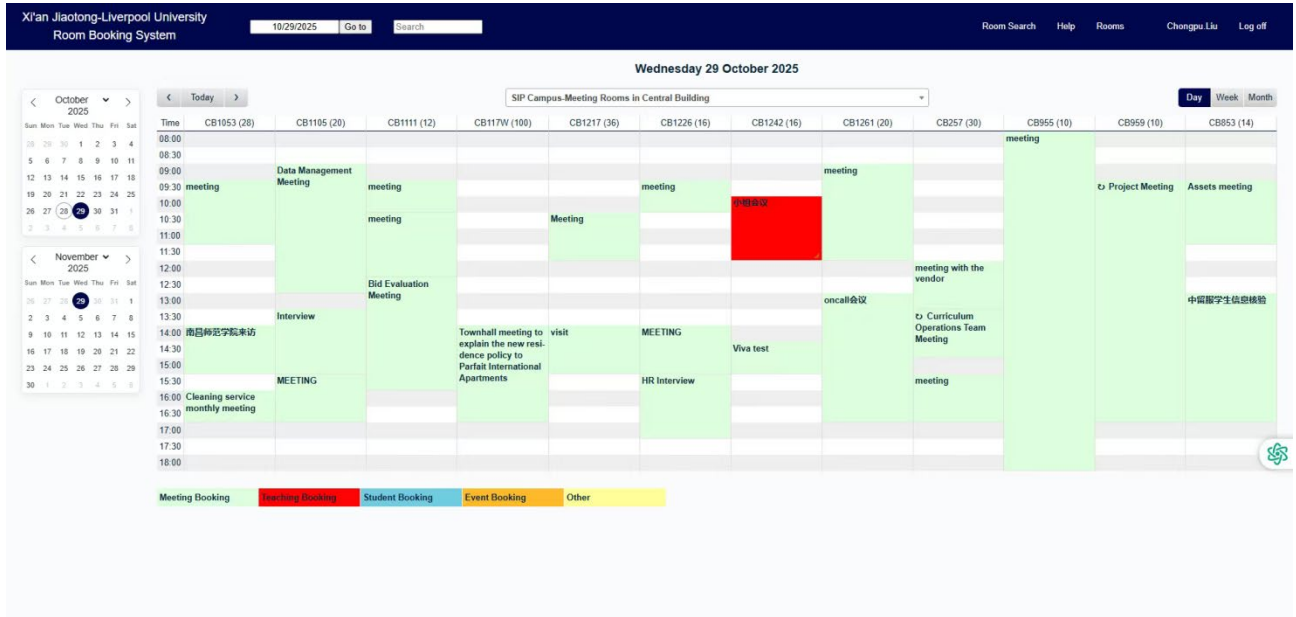 Xi'an Jiaotong-Liverpool University
Room Booking System
10/29/2025 Go to Search
Room Search Help Rooms Chongpu.Liu Log off
Wednesday 29 October 2025
October 2025
Sun Mon Tue Wed Thu Fri Sat
28 29 30 1 2 3 4
5 6 7 8 9 10 11
12 13 14 15 16 17 18
19 20 21 22 23 24 25
26 27 28 29 30 31 1
2 3 4 5 6 7 8
November 2025
Sun Mon Tue Wed Thu Fri Sat
26 27 28 29 30 31 1
2 3 4 5 6 7 8
9 10 11 12 13 14 15
16 17 18 19 20 21 22
23 24 25 26 27 28 29
30 1 2 3 4 5 6
Today
SIP Campus-Meeting Rooms in Central Building
Day Week Month
Time CB1053 (28) CB1105 (20) CB1111 (12) CB117W (100) CB1217 (36) CB1226 (16) CB1242 (16) CB1261 (20) CB257 (30) CB955 (10) CB959 (10) CB853 (14)
08:00 meeting
08:30
09:00 Data Management meeting
09:30 meeting Meeting meeting meeting ↻ Project Meeting Assets meeting
10:00 小组会议
10:30 meeting Meeting
11:00
11:30
12:00 meeting with the
12:30 Bid Evaluation vendor
13:00 Meeting oncall会议 中留服学生信息核验
13:30 Interview ↻ Curriculum
14:00 南昌师范学院来访 Townhall meeting to visit MEETING Operations Team
14:30 explain the new resi- Viva test Meeting
dence policy to
15:00 Parfait International
15:30 MEETING Apartments HR Interview meeting
16:00 Cleaning service
16:30 monthly meeting
17:00
17:30
18:00
Meeting Booking Teaching Booking Student Booking Event Booking Other